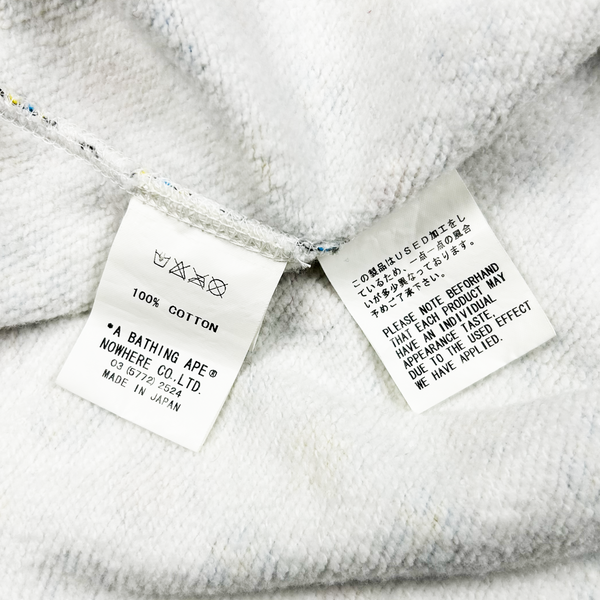 100% COTTON
*A BATHING APE®
NOWHERE CO.,LTD.
03 (5772) 2524
MADE IN JAPAN
この製品はUSED加工をし
ているため、一点一点の風合
いが多少異なっております。
予めご了承下さい。
PLEASE NOTE BEFORHAND
THAT EACH PRODUCT MAY
HAVE AN INDIVIDUAL
APPEARANCE TASTE.
DUE TO THE USED EFFECT
WE HAVE APPLIED.